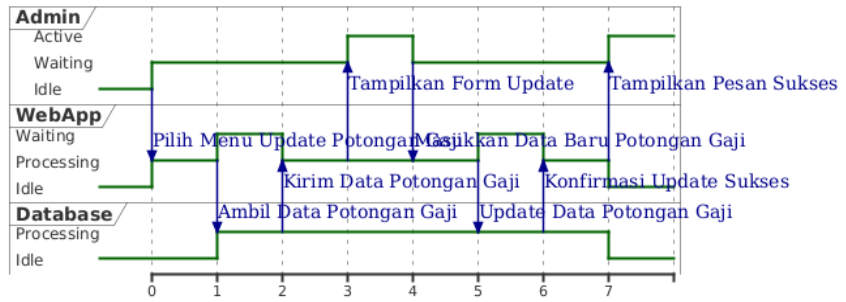 Admin
Active
Waiting
Idle
Tampilkan Form Update
Tampilkan Pesan Sukses
WebApp
Waiting
Processing
Idle
Pilih Menu Update Potongan Gaji
Masukkan Data Baru Potongan Gaji
Kirim Data Potongan Gaji
Konfirmasi Update Sukses
Database
Processing
Idle
Ambil Data Potongan Gaji
Update Data Potongan Gaji
0 1 2 3 4 5 6 7